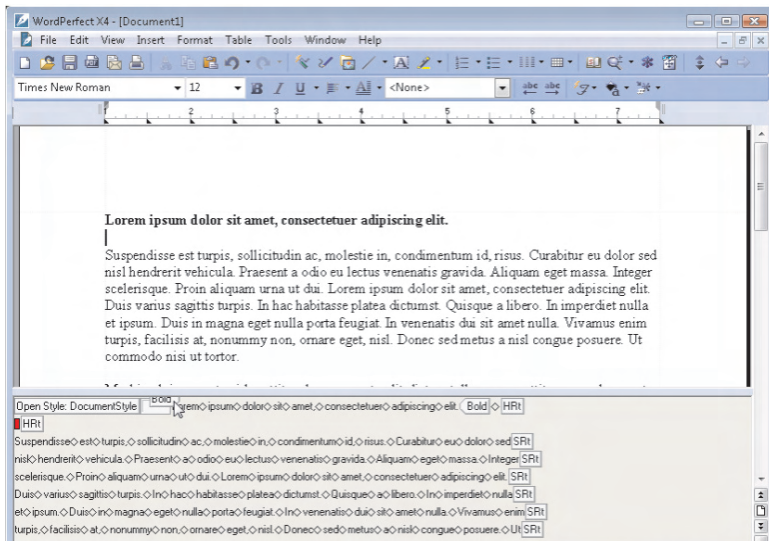 WordPerfect X4 - [Document1]
File Edit View Insert Format Table Tools Window Help
Times New Roman 12 B I U A <None> abc abc
2 3 4 5 6 7
Lorem ipsum dolor sit amet, consectetuer adipiscing elit.
Suspendisse est turpis, sollicitudin ac, molestie in, condimentum id, risus. Curabitur eu dolor sed
nisl hendrerit vehicula. Praesent a odio eu lectus venenatis gravida. Aliquam eget massa. Integer
scelerisque. Proin aliquam urna ut dui. Lorem ipsum dolor sit amet, consectetuer adipiscing elit.
Duis varius sagittis turpis. In hac habitasse platea dictumst. Quisque a libero. In imperdiet nulla
et ipsum. Duis in magna eget nulla porta feugiat. In venenatis dui sit amet nulla. Vivamus enim
turpis, facilisis at, nonummy non, ornare eget, nisl. Donec sed metus a nisl congue posuere. Ut
commodo nisi ut tortor.
Open Style: DocumentStyle Bold rem◇ipsum◇dolor◇sit◇amet,◇consectetuer◇adipiscing◇elit. Bold ◇ HRt
HRt
Suspendisse◇est◇turpis,◇sollicitudin◇ac,◇molestie◇in,◇condimentum◇id,◇risus.◇Curabitur◇eu◇dolor◇sed SRt
nisl◇hendrerit◇vehicula.◇Praesent◇a◇odio◇eu◇lectus◇venenatis◇gravida.◇Aliquam◇eget◇massa.◇Integer SRt
scelerisque.◇Proin◇aliquam◇urna◇ut◇dui.◇Lorem◇ipsum◇dolor◇sit◇amet,◇consectetuer◇adipiscing◇elit. SRt
Duis◇varius◇sagittis◇turpis.◇In◇hac◇habitasse◇platea◇dictumst.◇Quisque◇a◇libero.◇In◇imperdiet◇nulla SRt
et◇ipsum.◇Duis◇in◇magna◇eget◇nulla◇porta◇feugiat.◇In◇venenatis◇dui◇sit◇amet◇nulla.◇Vivamus◇enim SRt
turpis,◇facilisis◇at,◇nonummy◇non,◇ornare◇eget,◇nisl.◇Donec◇sed◇metus◇a◇nisl◇congue◇posuere.◇Ut SRt